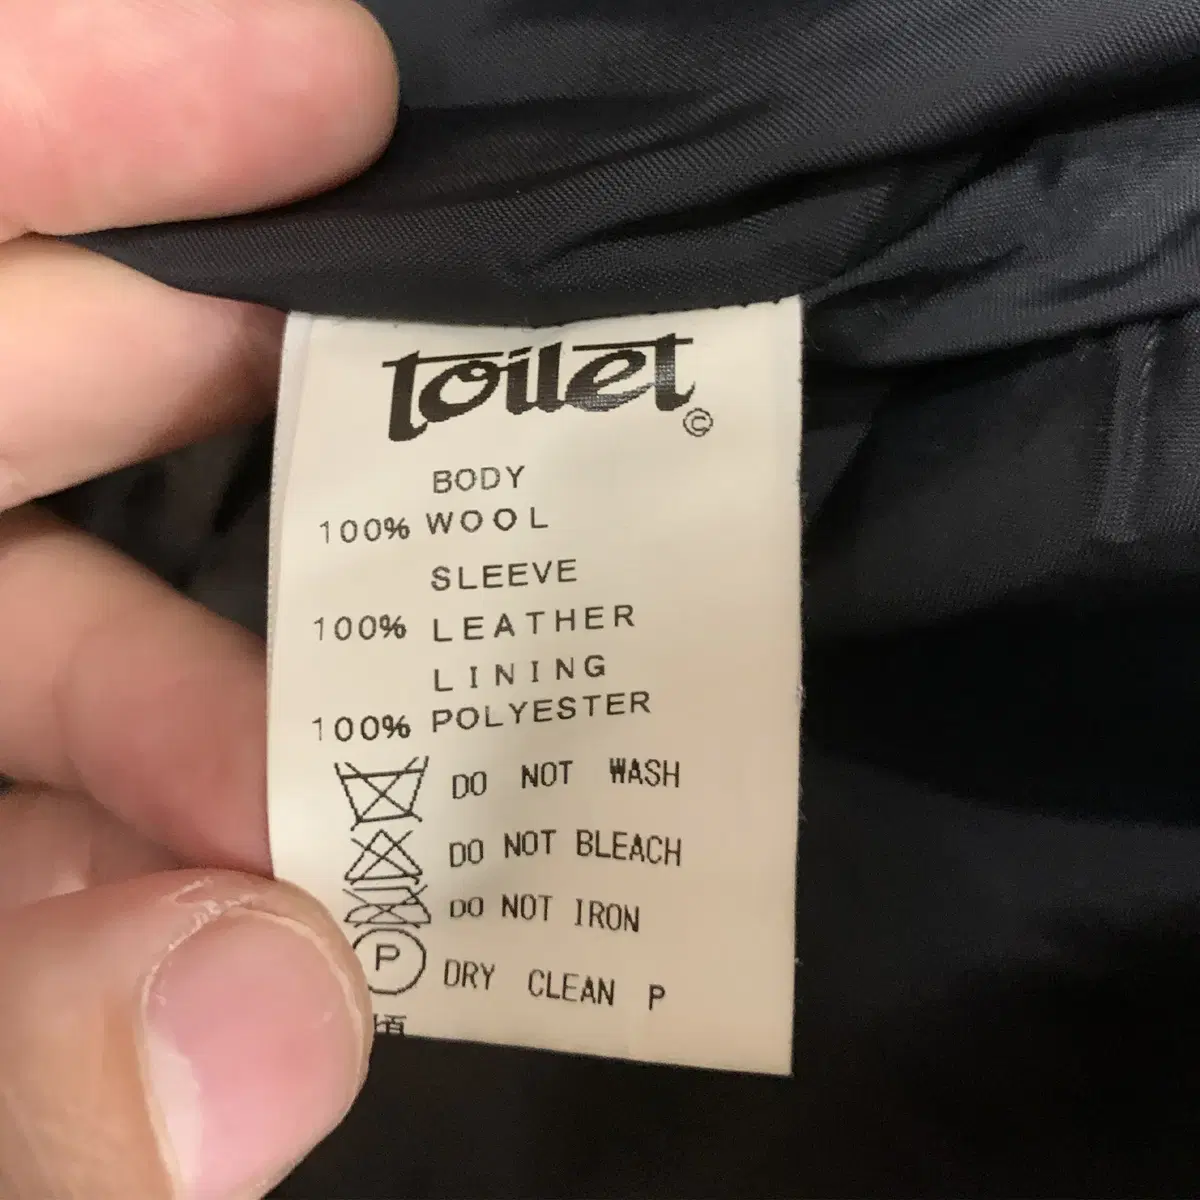 toilet
©
BODY
100% WOOL
SLEEVE
100% LEATHER
LINING
100% POLYESTER
DO NOT WASH
DO NOT BLEACH
DO NOT IRON
P DRY CLEAN P